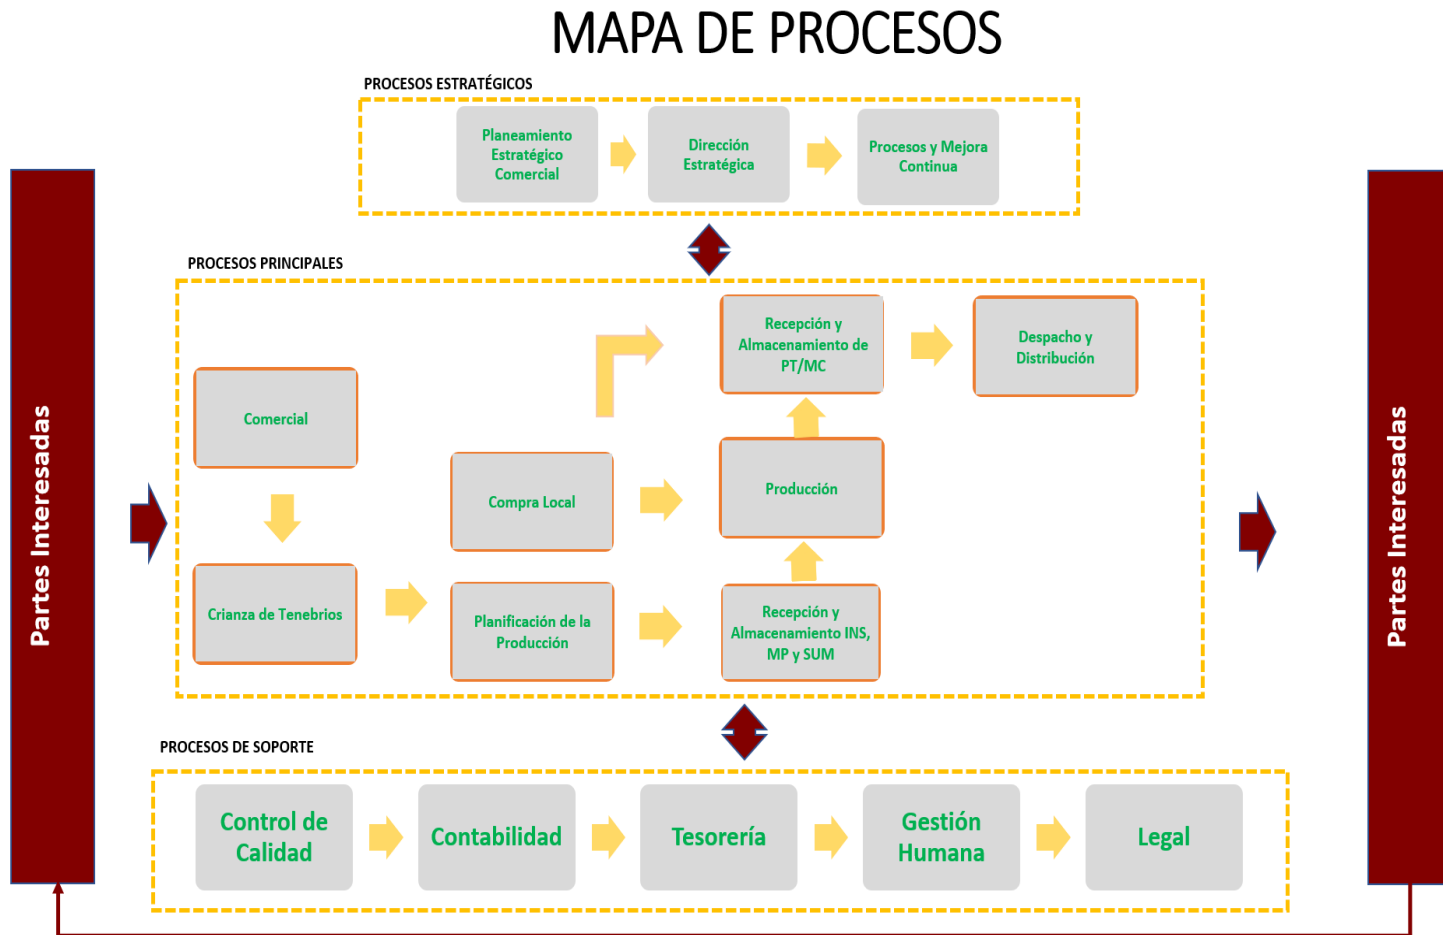 MAPA DE PROCESOS
PROCESOS ESTRATÉGICOS
Planeamiento
Estratégico
Comercial
Dirección
Estratégica
Procesos y Mejora
Continua
Partes Interesadas
PROCESOS PRINCIPALES
Comercial
Crianza de Tenebrios
Compra Local
Planificación de la
Producción
Recepción y
Almacenamiento de
PT/MC
Producción
Recepción y
Almacenamiento INS,
MP y SUM
Despacho y
Distribución
Partes Interesadas
PROCESOS DE SOPORTE
Control de
Calidad
Contabilidad
Tesorería
Gestión
Humana
Legal